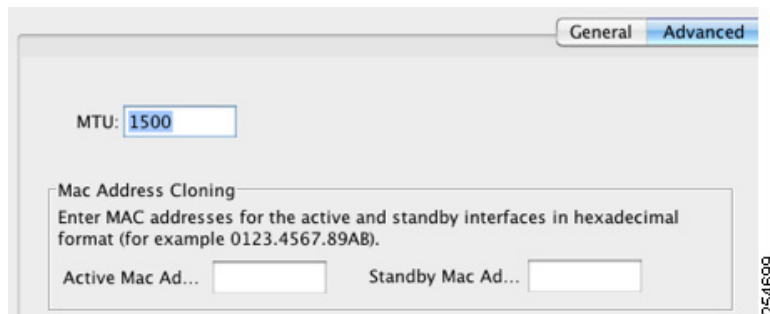 General Advanced
MTU: 1500
Mac Address Cloning
Enter MAC addresses for the active and standby interfaces in hexadecimal
format (for example 0123.4567.89AB).
Active Mac Ad... Standby Mac Ad...
254699